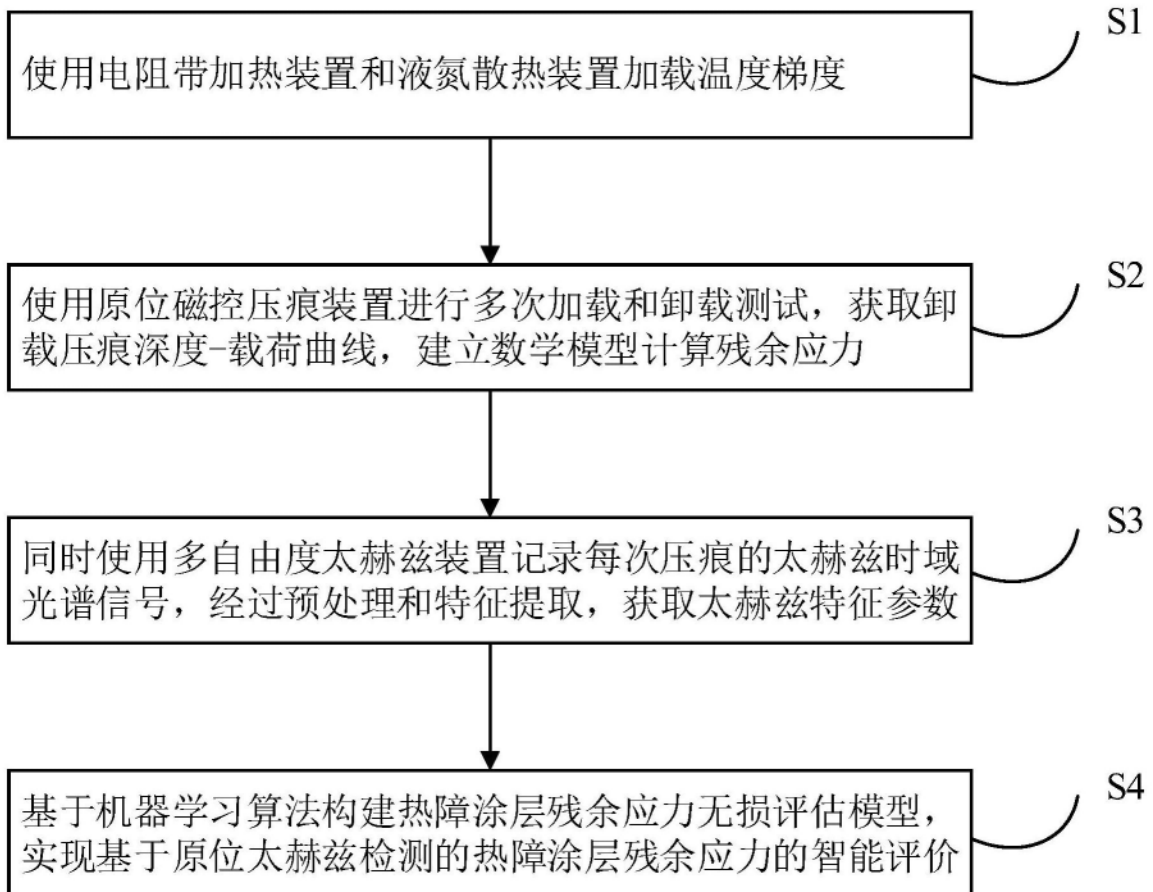 S1
使用电阻带加热装置和液氮散热装置加载温度梯度
S2
使用原位磁控压痕装置进行多次加载和卸载测试，获取卸
载压痕深度-载荷曲线，建立数学模型计算残余应力
S3
同时使用多自由度太赫兹装置记录每次压痕的太赫兹时域
光谱信号，经过预处理和特征提取，获取太赫兹特征参数
S4
基于机器学习算法构建热障涂层残余应力无损评估模型，
实现基于原位太赫兹检测的热障涂层残余应力的智能评价